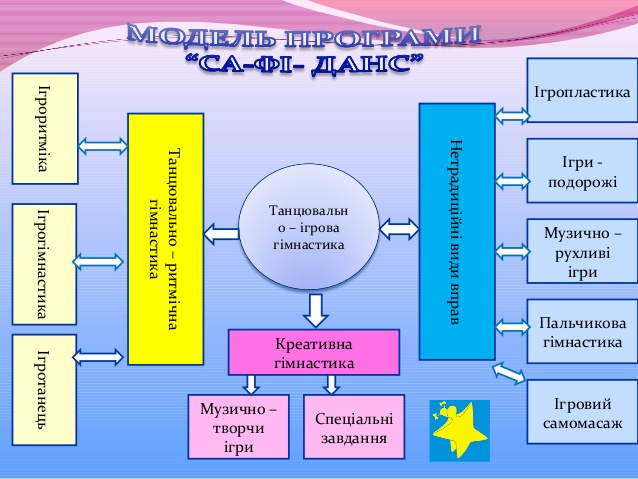 МОДЕЛЬ ПРОГРАМИ
“СА-ФІ- ДАНС”
Ігроритміка
Ігрогімнастика
Ігротанець
Танцювально – ритмічна
гімнастика
Танцювальн
о – ігрова
гімнастика
Креативна
гімнастика
Музично –
творчи
ігри
Спеціальні
завдання
Нетрадиційні види вправ
Ігропластика
Ігри -
подорожі
Музично –
рухливі
ігри
Пальчикова
гімнастика
Ігровий
самомасаж